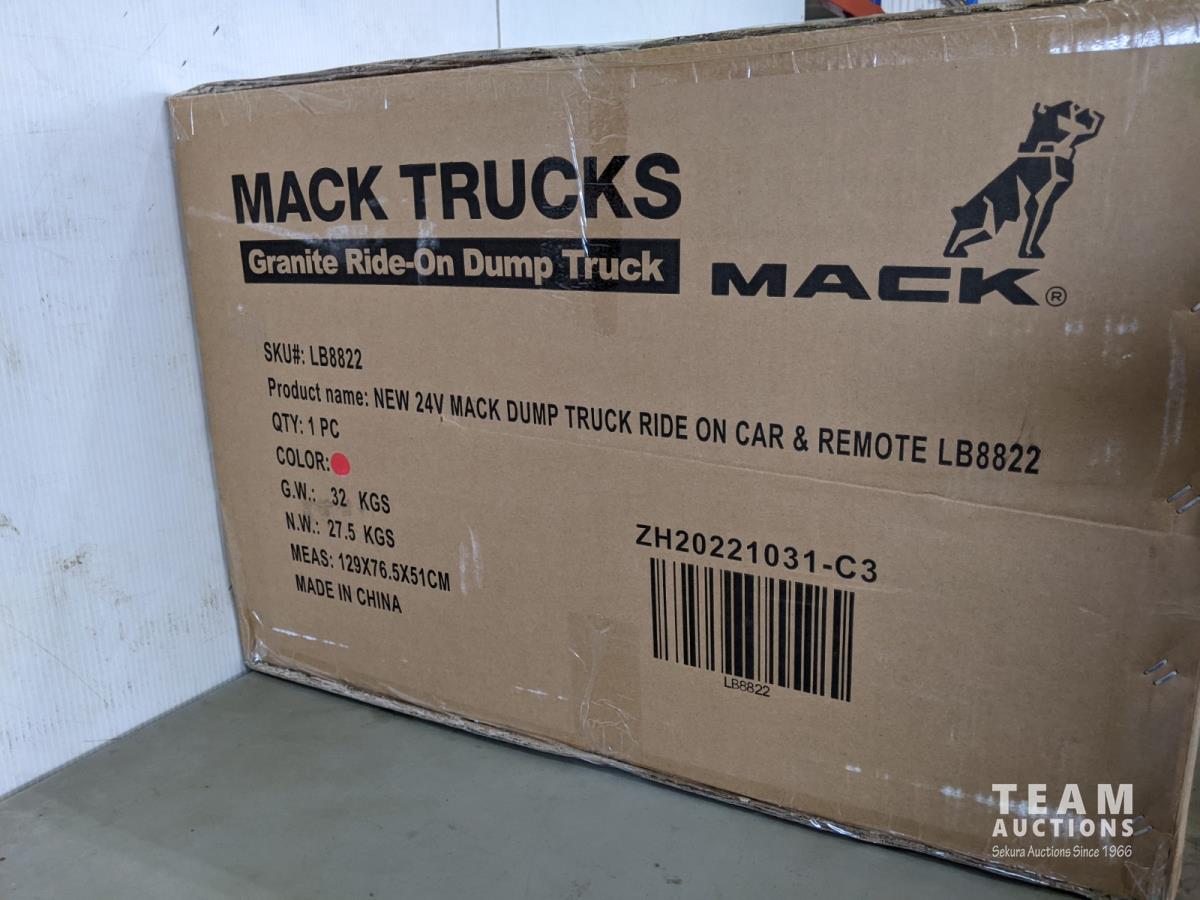 MACK TRUCKS
Granite Ride-On Dump Truck
MACK ®
SKU#: LB8822
Product name: NEW 24V MACK DUMP TRUCK RIDE ON CAR & REMOTE LB8822
QTY: 1 PC
COLOR:
G.W.: 32 KGS
N.W.: 27.5 KGS
MEAS: 129X76.5X51CM
MADE IN CHINA
ZH20221031-C3
LB8822
TEAM
AUCTIONS
Sekura Auctions Since 1966